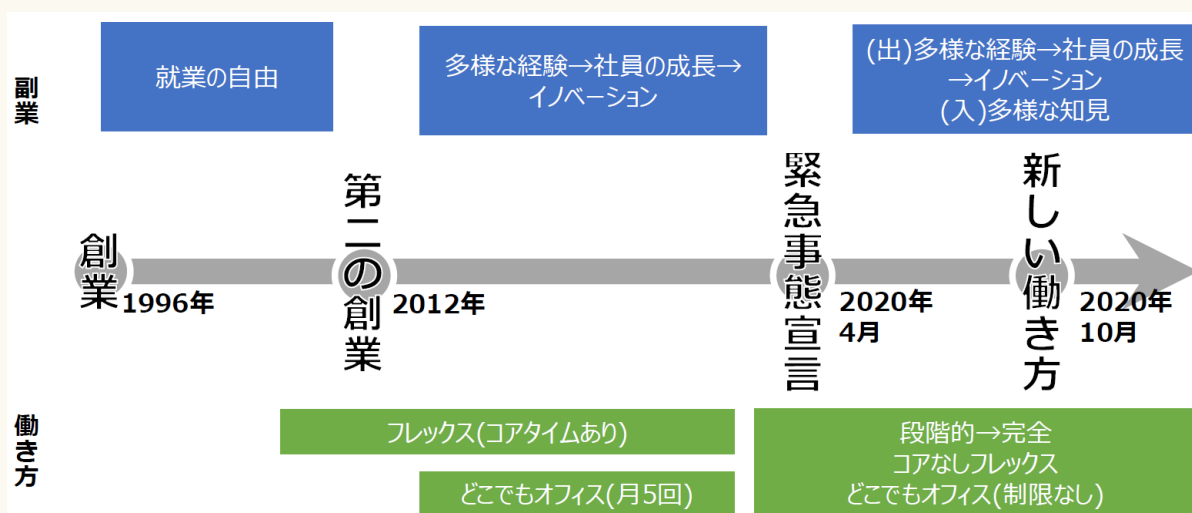 副業
就業の自由
多様な経験→社員の成長→
イノベーション
(出)多様な経験→社員の成長
→イノベーション
(入)多様な知見
創業
1996年
第二の創業
2012年
緊急事態宣言
2020年
4月
新しい働き方
2020年
10月
働き方
フレックス(コアタイムあり)
どこでもオフィス(月5回)
段階的→完全
コアなしフレックス
どこでもオフィス(制限なし)